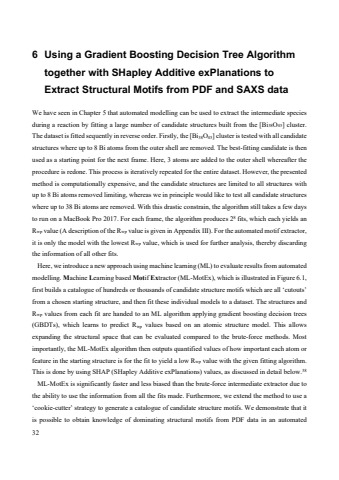 6 Using a Gradient Boosting Decision Tree Algorithm
together with SHapley Additive exPlanations to
Extract Structural Motifs from PDF and SAXS data
We have seen in Chapter 5 that automated modelling can be used to extract the intermediate species
during a reaction by fitting a large number of candidate structures built from the [Bi₃₈O₄₅] cluster.
The dataset is fitted sequently in reverse order. Firstly, the [Bi₃₈O₄₅] cluster is tested with all candidate
structures where up to 8 Bi atoms from the outer shell are removed. The best-fitting candidate is then
used as a starting point for the next frame. Here, 3 atoms are added to the outer shell whereafter the
procedure is redone. This process is iteratively repeated for the entire dataset. However, the presented
method is computationally expensive, and the candidate structures are limited to all structures with
up to 8 Bi atoms removed limiting, whereas we in principle would like to test all candidate structures
where up to 38 Bi atoms are removed. With this drastic constrain, the algorithm still takes a few days
to run on a MacBook Pro 2017. For each frame, the algorithm produces 2⁸ fits, which each yields an
Rwp value (A description of the Rwp value is given in Appendix III). For the automated motif extractor,
it is only the model with the lowest Rwp value, which is used for further analysis, thereby discarding
the information of all other fits.
Here, we introduce a new approach using machine learning (ML) to evaluate results from automated
modelling. Machine Learning based Motif Extractor (ML-MotEx), which is illustrated in Figure 6.1,
first builds a catalogue of hundreds or thousands of candidate structure motifs which are all ‘cutouts’
from a chosen starting structure, and then fit these individual models to a dataset. The structures and
Rwp values from each fit are handed to an ML algorithm applying gradient boosting decision trees
(GBDTs), which learns to predict Rwp values based on an atomic structure model. This allows
expanding the structural space that can be evaluated compared to the brute-force methods. Most
importantly, the ML-MotEx algorithm then outputs quantified values of how important each atom or
feature in the starting structure is for the fit to yield a low Rwp value with the given fitting algorithm.
This is done by using SHAP (SHapley Additive exPlanations) values, as discussed in detail below.
ML-MotEx is significantly faster and less biased than the brute-force intermediate extractor due to
the ability to use the information from all the fits made. Furthermore, we extend the method to use a
‘cookie-cutter’ strategy to generate a catalogue of candidate structure motifs. We demonstrate that it
is possible to obtain knowledge of dominating structural motifs from PDF data in an automated
32